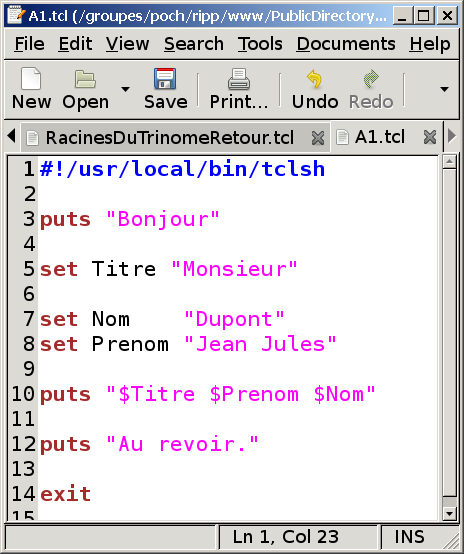 A1.tcl (/groupes/poch/ripp/www/PublicDirectory...
File Edit View Search Tools Documents Help
New Open Save Print... Undo Redo
RacinesDuTrinomeRetour.tcl A1.tcl
1 #!/usr/local/bin/tclsh
2
3 puts "Bonjour"
4
5 set Titre "Monsieur"
6
7 set Nom    "Dupont"
8 set Prenom "Jean Jules"
9
10 puts "$Titre $Prenom $Nom"
11
12 puts "Au revoir."
13
14 exit
15
Ln 1, Col 23 INS